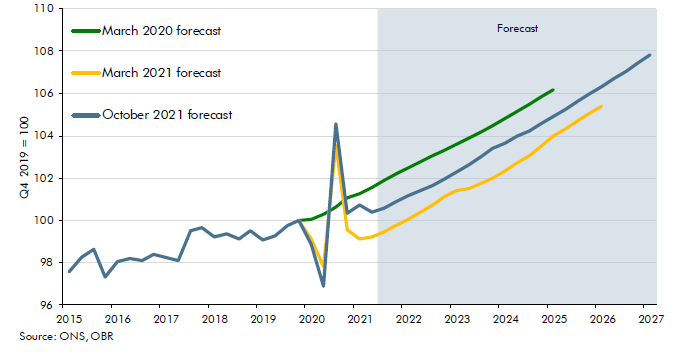 110
108
106
104
102
100
98
96
Q4 2019 = 100
March 2020 forecast
March 2021 forecast
October 2021 forecast
Forecast
2015 2016 2017 2018 2019 2020 2021 2022 2023 2024 2025 2026 2027
Source: ONS, OBR